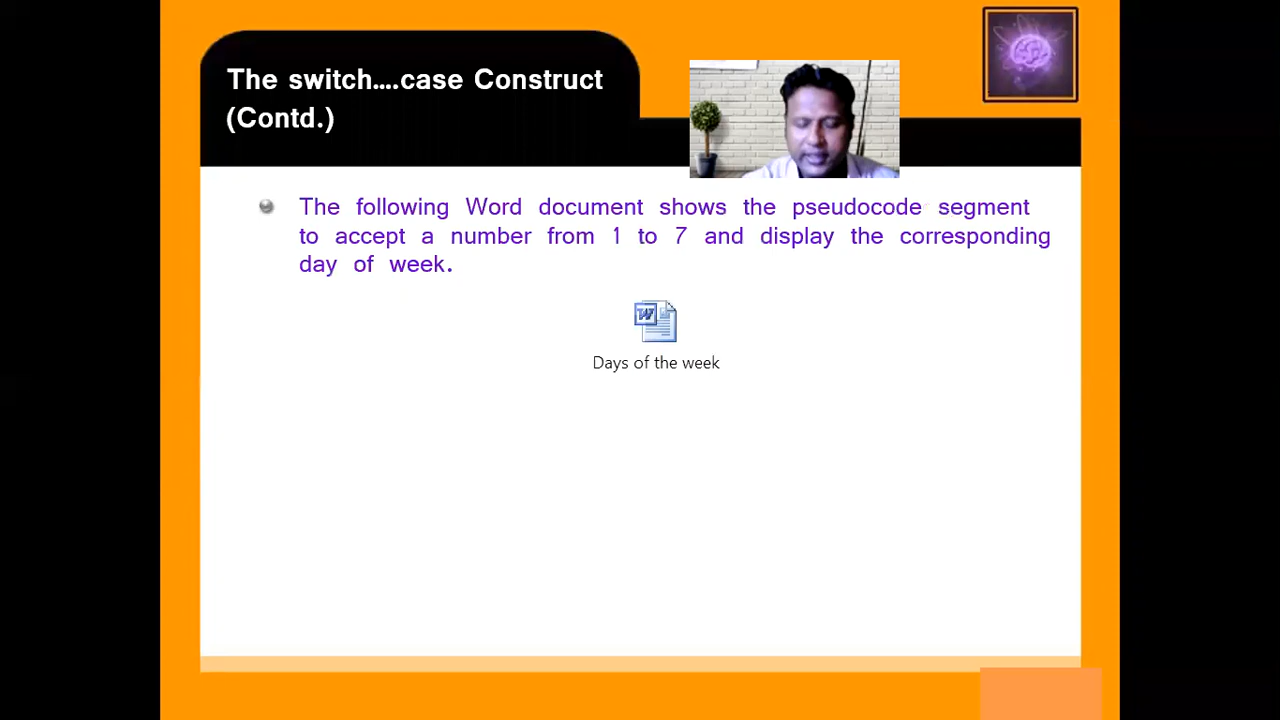 The switch....case Construct
(Contd.)
The following Word document shows the pseudocode segment
to accept a number from 1 to 7 and display the corresponding
day of week.
W
Days of the week